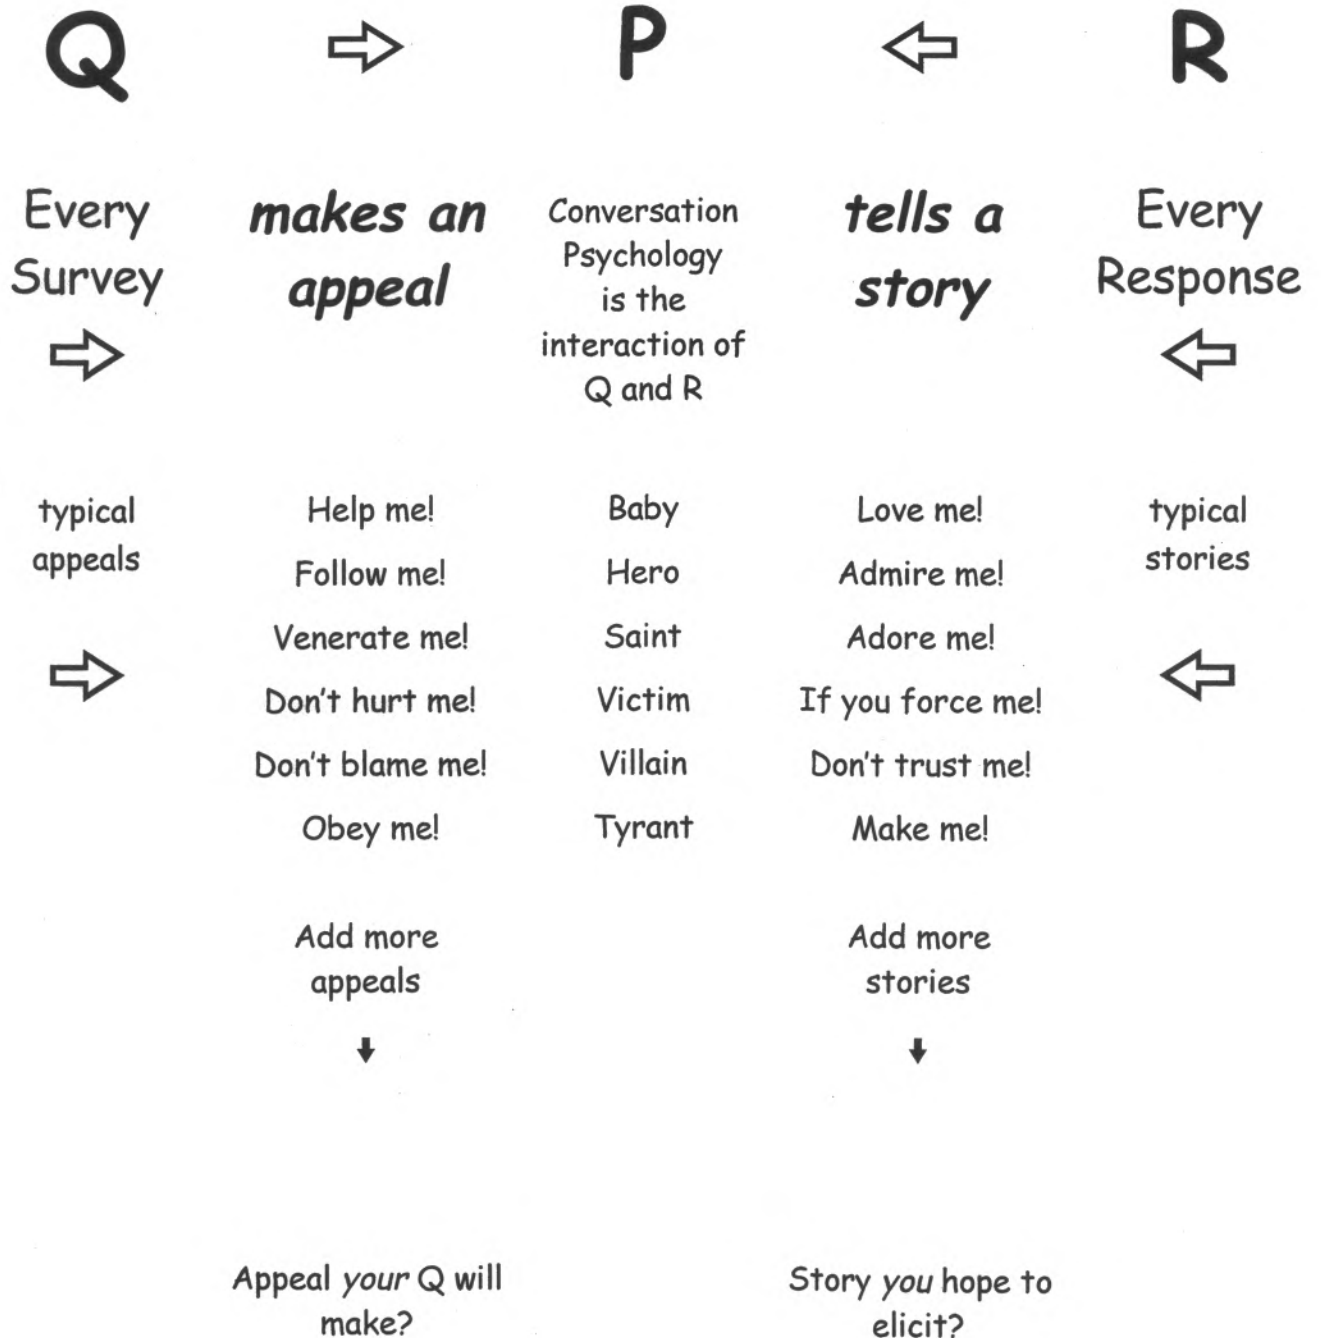 Q P R
Every makes an Conversation tells a Every
Survey appeal Psychology story Response
is the
interaction of
Q and R
typical Help me! Baby Love me! typical
appeals Follow me! Hero Admire me! stories
Venerate me! Saint Adore me!
Don't hurt me! Victim If you force me!
Don't blame me! Villain Don't trust me!
Obey me! Tyrant Make me!
Add more Add more
appeals stories
Appeal your Q will Story you hope to
make? elicit?